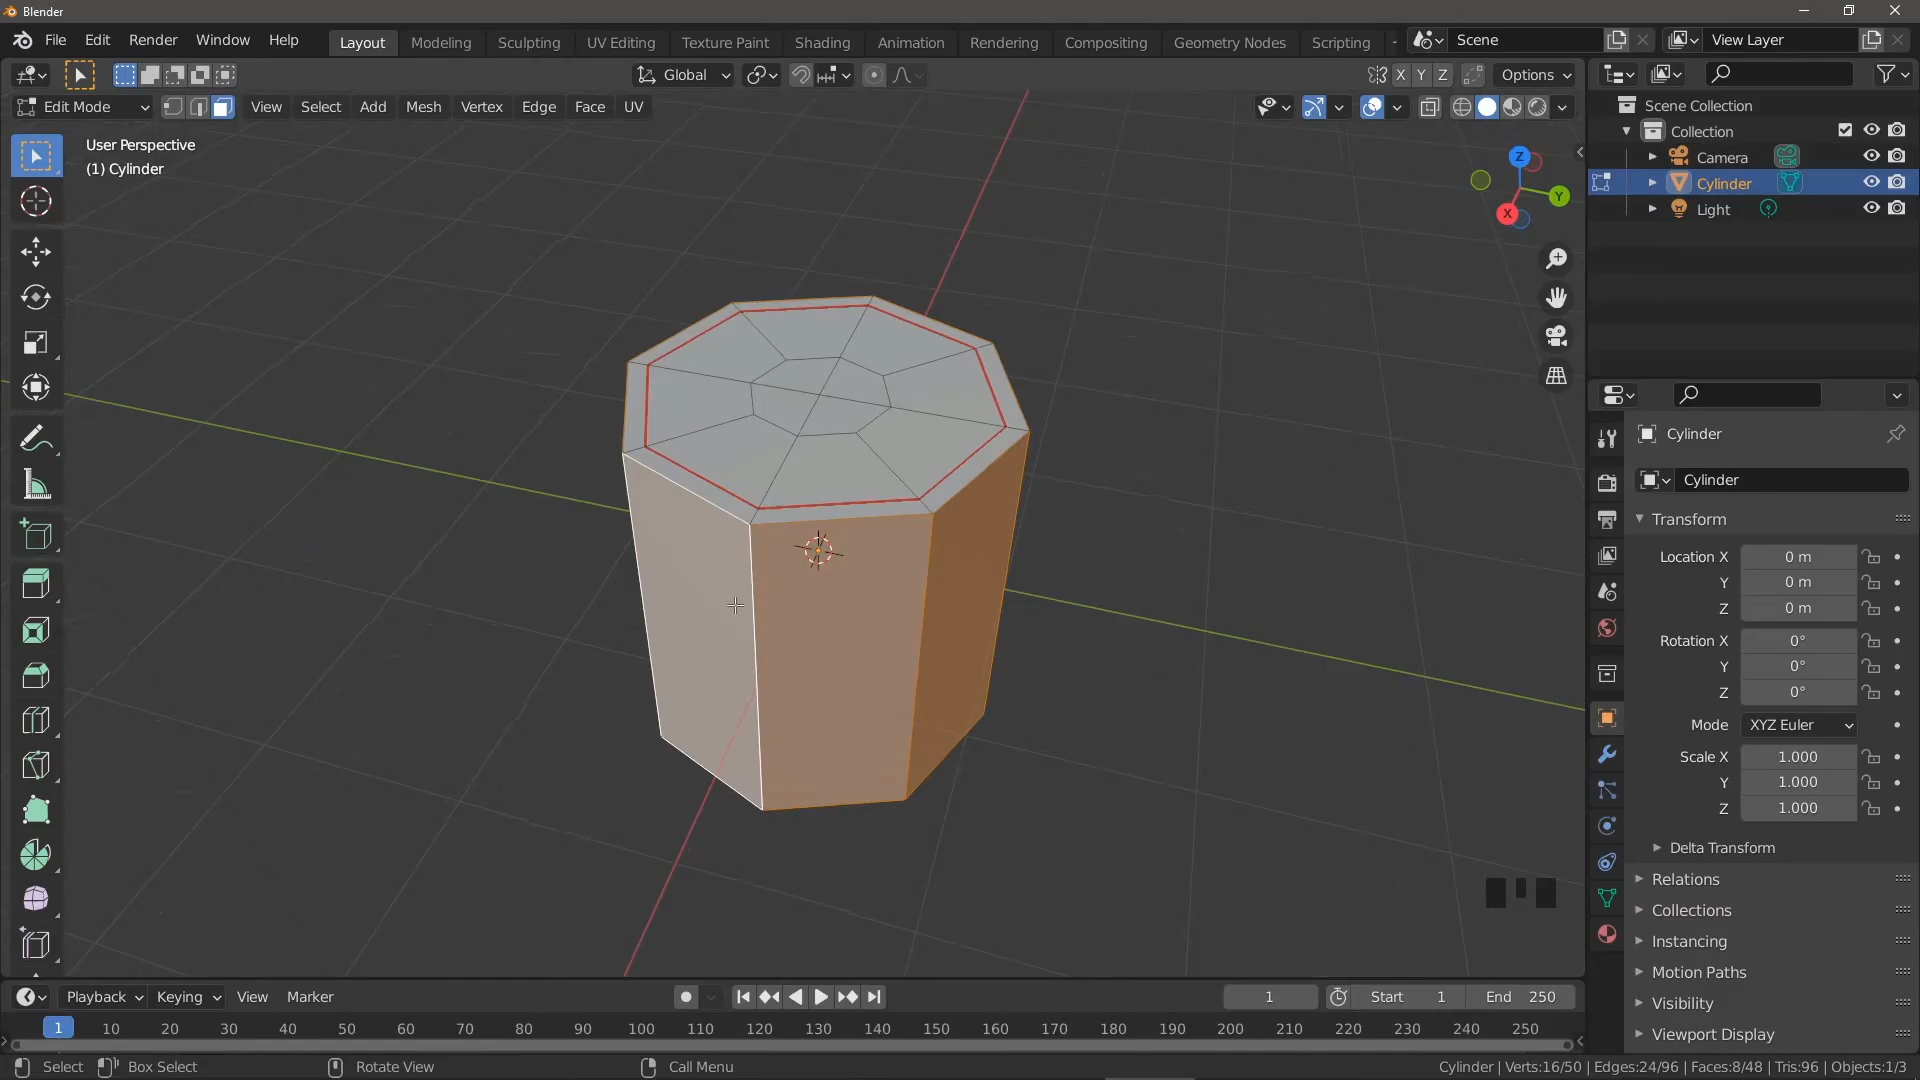 Blender
File Edit Render Window Help
Layout Modeling Sculpting UV Editing Texture Paint Shading Animation Rendering Compositing Geometry Nodes Scripting
Scene
View Layer
Global
X Y Z
Options
Edit Mode View Select Add Mesh Vertex Edge Face UV
User Perspective
(1) Cylinder
Z
Y
X
Scene Collection
Collection
Camera
Cylinder
Light
Cylinder
Cylinder
Transform
Location X 0 m
Y 0 m
Z 0 m
Rotation X 0°
Y 0°
Z 0°
Mode XYZ Euler
Scale X 1.000
Y 1.000
Z 1.000
Delta Transform
Relations
Collections
Instancing
Motion Paths
Visibility
Viewport Display
Playback Keying View Marker
1
Start 1
End 250
1 10 20 30 40 50 60 70 80 90 100 110 120 130 140 150 160 170 180 190 200 210 220 230 240 250
Select Box Select Rotate View Call Menu
Cylinder | Verts:16/50 | Edges:24/96 | Faces:8/48 | Tris:96 | Objects:1/3